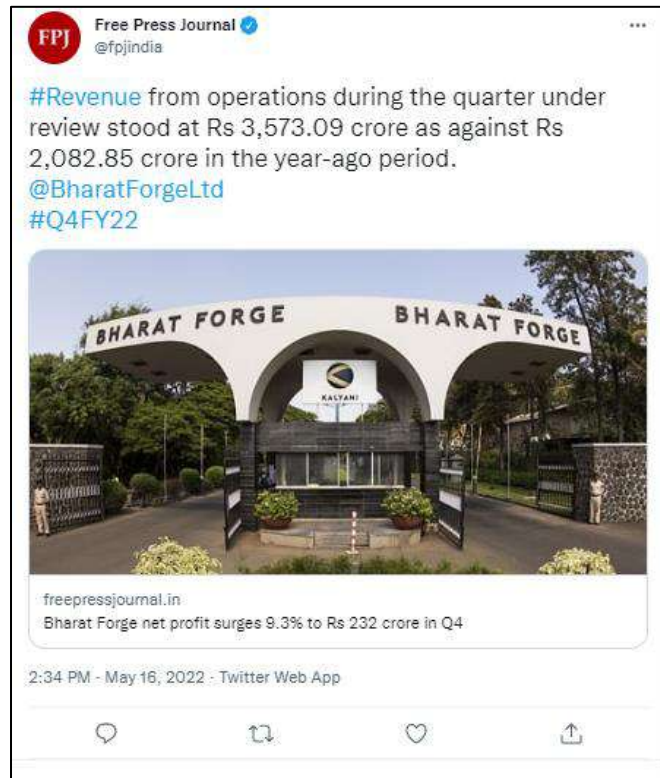 FPJ
Free Press Journal
@fpjindia
#Revenue from operations during the quarter under
review stood at Rs 3,573.09 crore as against Rs
2,082.85 crore in the year-ago period.
@BharatForgeLtd
#Q4FY22
BHARAT FORGE BHARAT FORGE
KALYANI
freepressjournal.in
Bharat Forge net profit surges 9.3% to Rs 232 crore in Q4
2:34 PM - May 16, 2022 - Twitter Web App